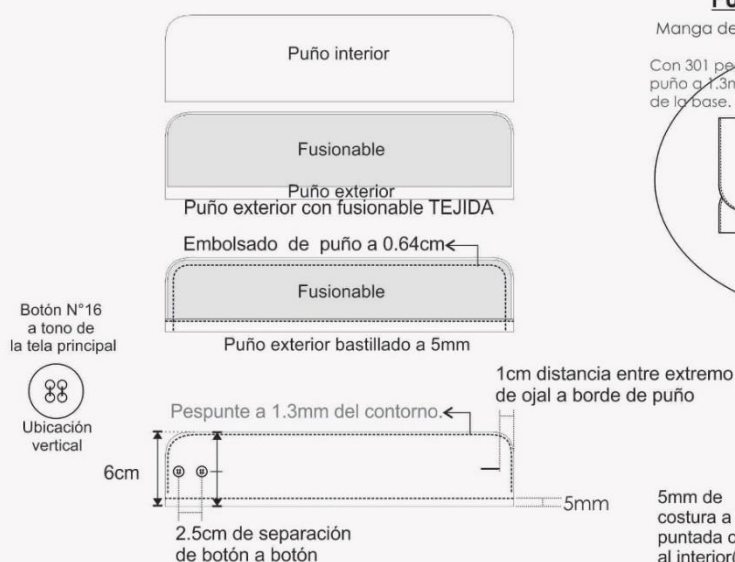 Puño interior
Fusionable
Puño exterior
Puño exterior con fusionable TEJIDA
Embolsado de puño a 0.64cm
Fusionable
Puño exterior bastillado a 5mm
Botón N°16
a tono de
la tela principal
Ubicación
vertical
Pespunte a 1.3mm del contorno.
1cm distancia entre extremo
de ojal a borde de puño
6cm
5mm
2.5cm de separación
de botón a botón
Manga de
Con 301
puño a 1.3m
de la base.
5mm de
costura a
puntada
al interior